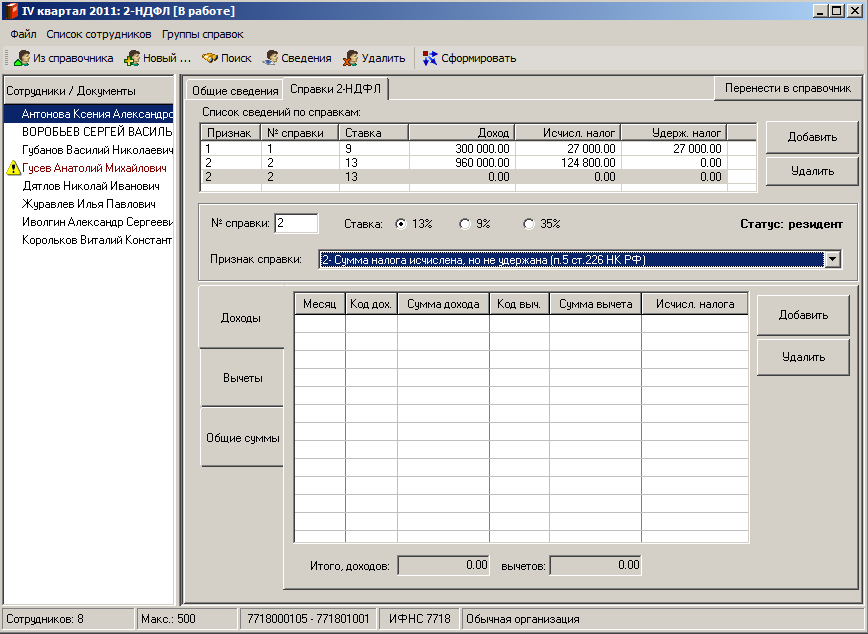 IV квартал 2011: 2-НДФЛ [В работе]
Файл Список сотрудников Группы справок
Из справочника Новый ... Поиск Сведения Удалить Сформировать
Сотрудники / Документы
Антонова Ксения Александро
ВОРОБЬЕВ СЕРГЕЙ ВАСИЛЬ
Губанов Василий Николаевич
Гусев Анатолий Михайлович
Дятлов Николай Иванович
Журавлев Илья Павлович
Иволгин Александр Сергееви
Корольков Виталий Констант
Общие сведения Справки 2-НДФЛ Перенести в справочник
Список сведений по справкам:
Признак № справки Ставка Доход Исчисл. налог Удерж. налог
1 1 9 300 000.00 27 000.00 27 000.00
2 2 13 960 000.00 124 800.00 0.00
2 2 13 0.00 0.00 0.00
Добавить
Удалить
№ справки: 2 Ставка: 13% 9% 35% Статус: резидент
Признак справки: 2- Сумма налога исчислена, но не удержана (п.5 ст.226 НК РФ)
Доходы
Вычеты
Общие суммы
Месяц Код дох. Сумма дохода Код выч. Сумма вычета Исчисл. налога
Добавить
Удалить
Итого, доходов: 0.00 вычетов: 0.00
Сотрудников: 8 Макс.: 500 7718000105 - 771801001 ИФНС 7718 Обычная организация